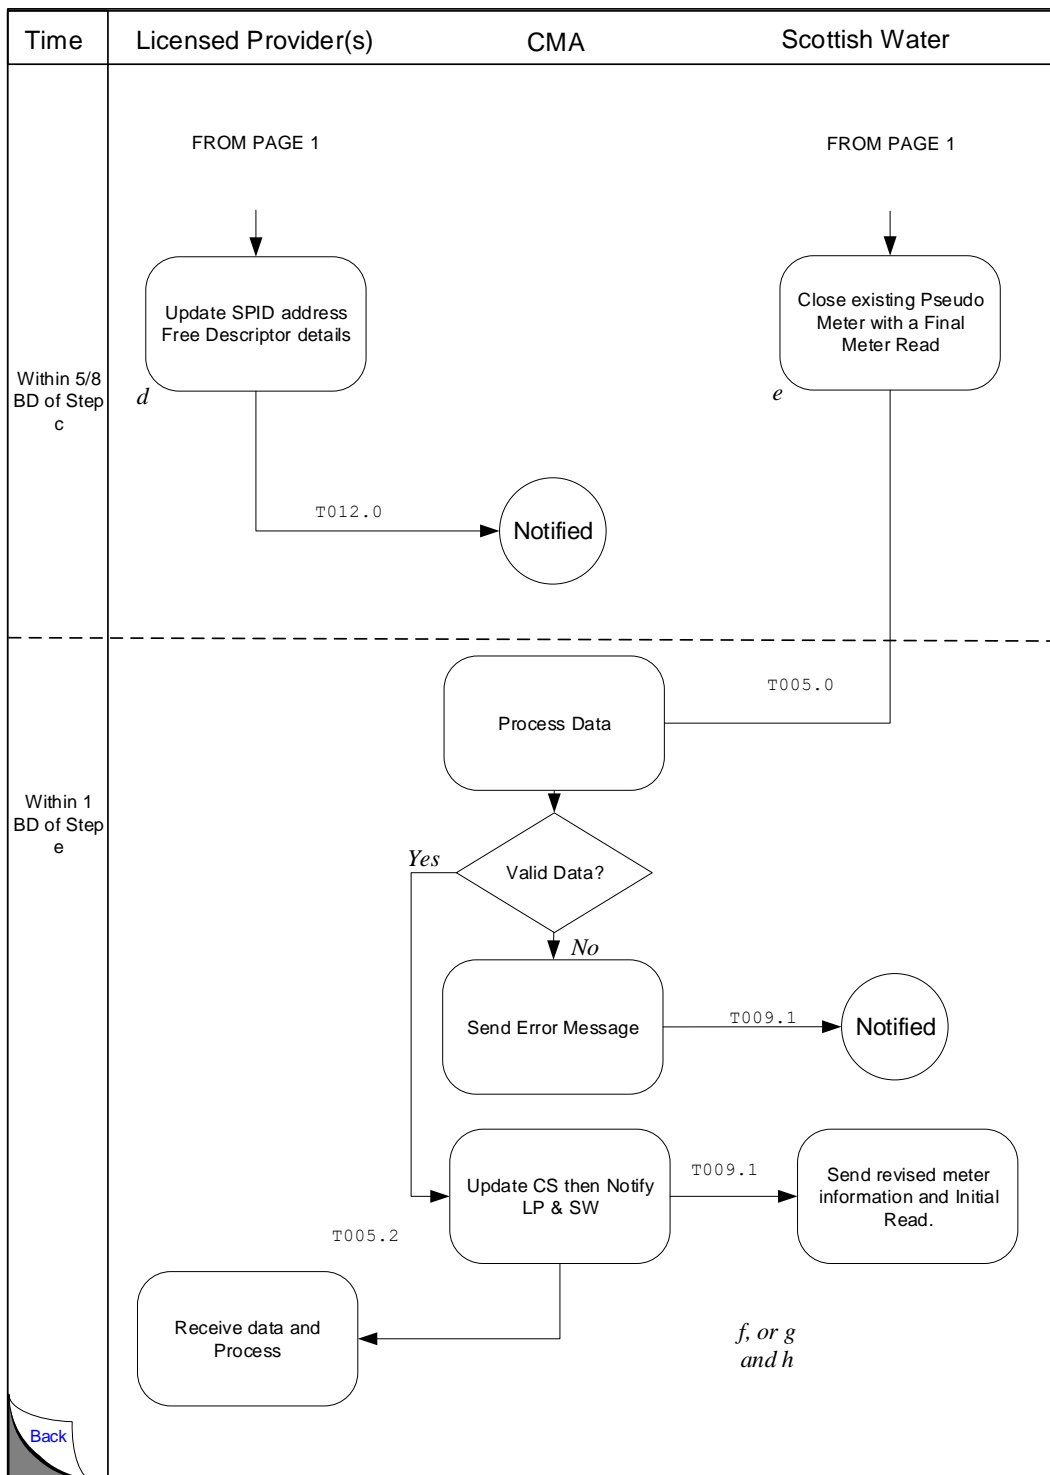 Time
Licensed Provider(s)
CMA
Scottish Water
FROM PAGE 1
FROM PAGE 1
Update SPID address
Free Descriptor details
Close existing Pseudo
Meter with a Final
Meter Read
Within 5/8
BD of Step
c
d
e
T012.0
Notified
T005.0
Process Data
Within 1
BD of Step
e
Yes
Valid Data?
No
Send Error Message
T009.1
Notified
Update CS then Notify
LP & SW
T009.1
Send revised meter
information and Initial
Read.
T005.2
Receive data and
Process
f, or g
and h
Back